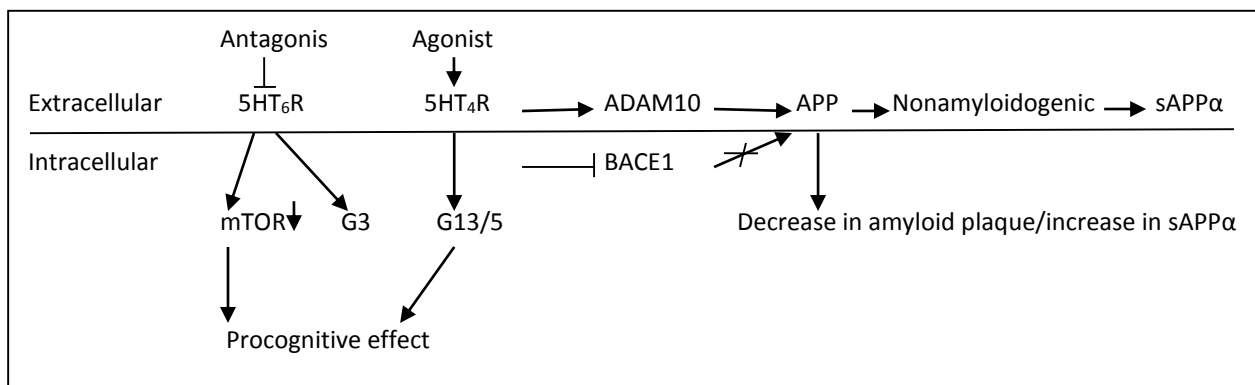 Antagonis Agonist
Extracellular 5HT₆R 5HT₄R ADAM10 APP Nonamyloidogenic sAPPα
Intracellular BACE1
mTOR G3 G13/5 Decrease in amyloid plaque/increase in sAPPα
Procognitive effect